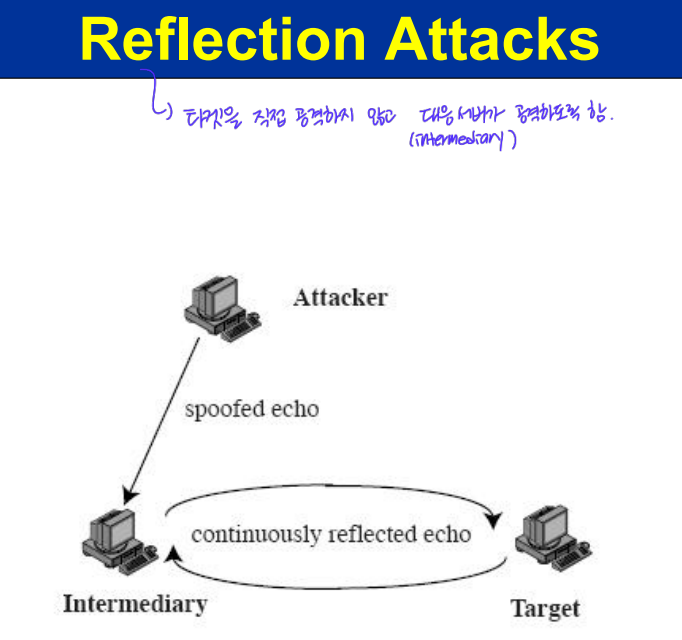 Reflection Attacks
타켓을 직접 공격하지 않고 대응서버가 공격하도록 함.
(intermediary)
Attacker
spoofed echo
continuously reflected echo
Intermediary
Target